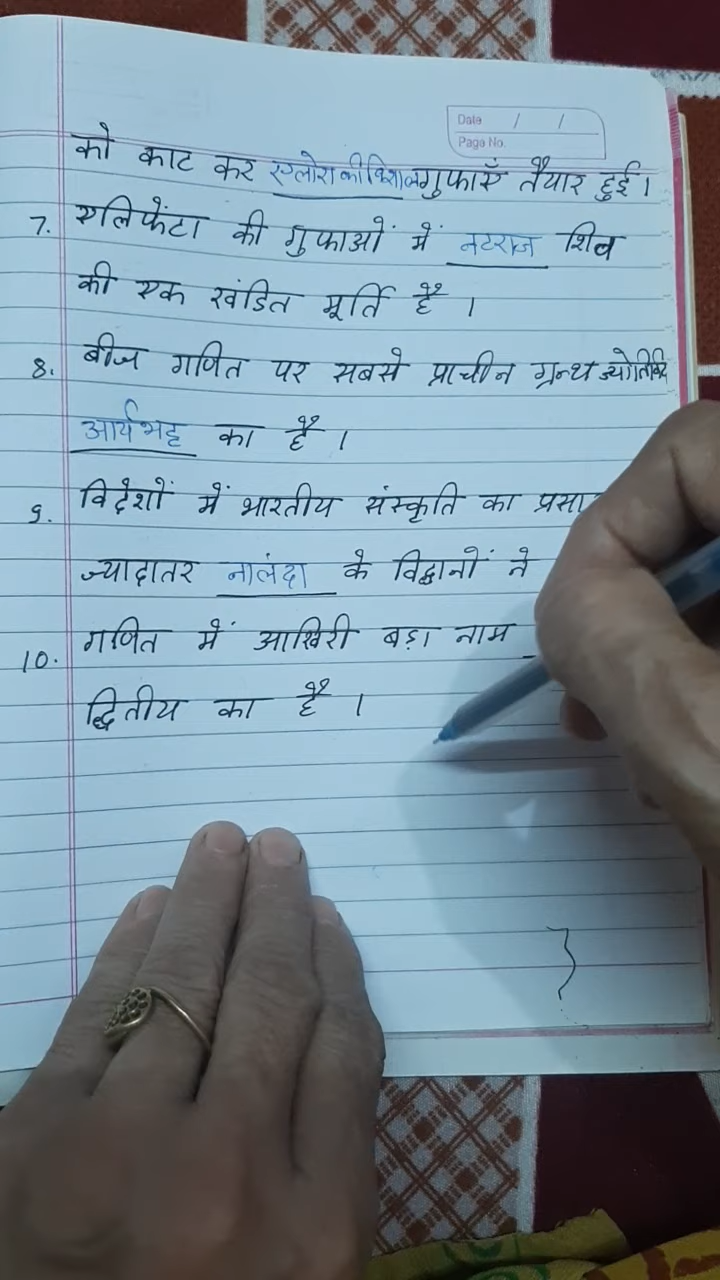 Date / /
Page No.
को काट कर एलोरा की विशाल गुफाएँ तैयार हुई।
7. एलिफेंटा की गुफाओं में नटराज शिव
की एक खंडित मूर्ति है।
8. बीज गणित पर सबसे प्राचीन ग्रन्थ
आर्यभट्ट का है।
9. विदेशों में भारतीय संस्कृति का
ज्यादातर नालंदा के विद्वानों ने
10. गणित में आखिरी बड़ा नाम
द्वितीय का है।